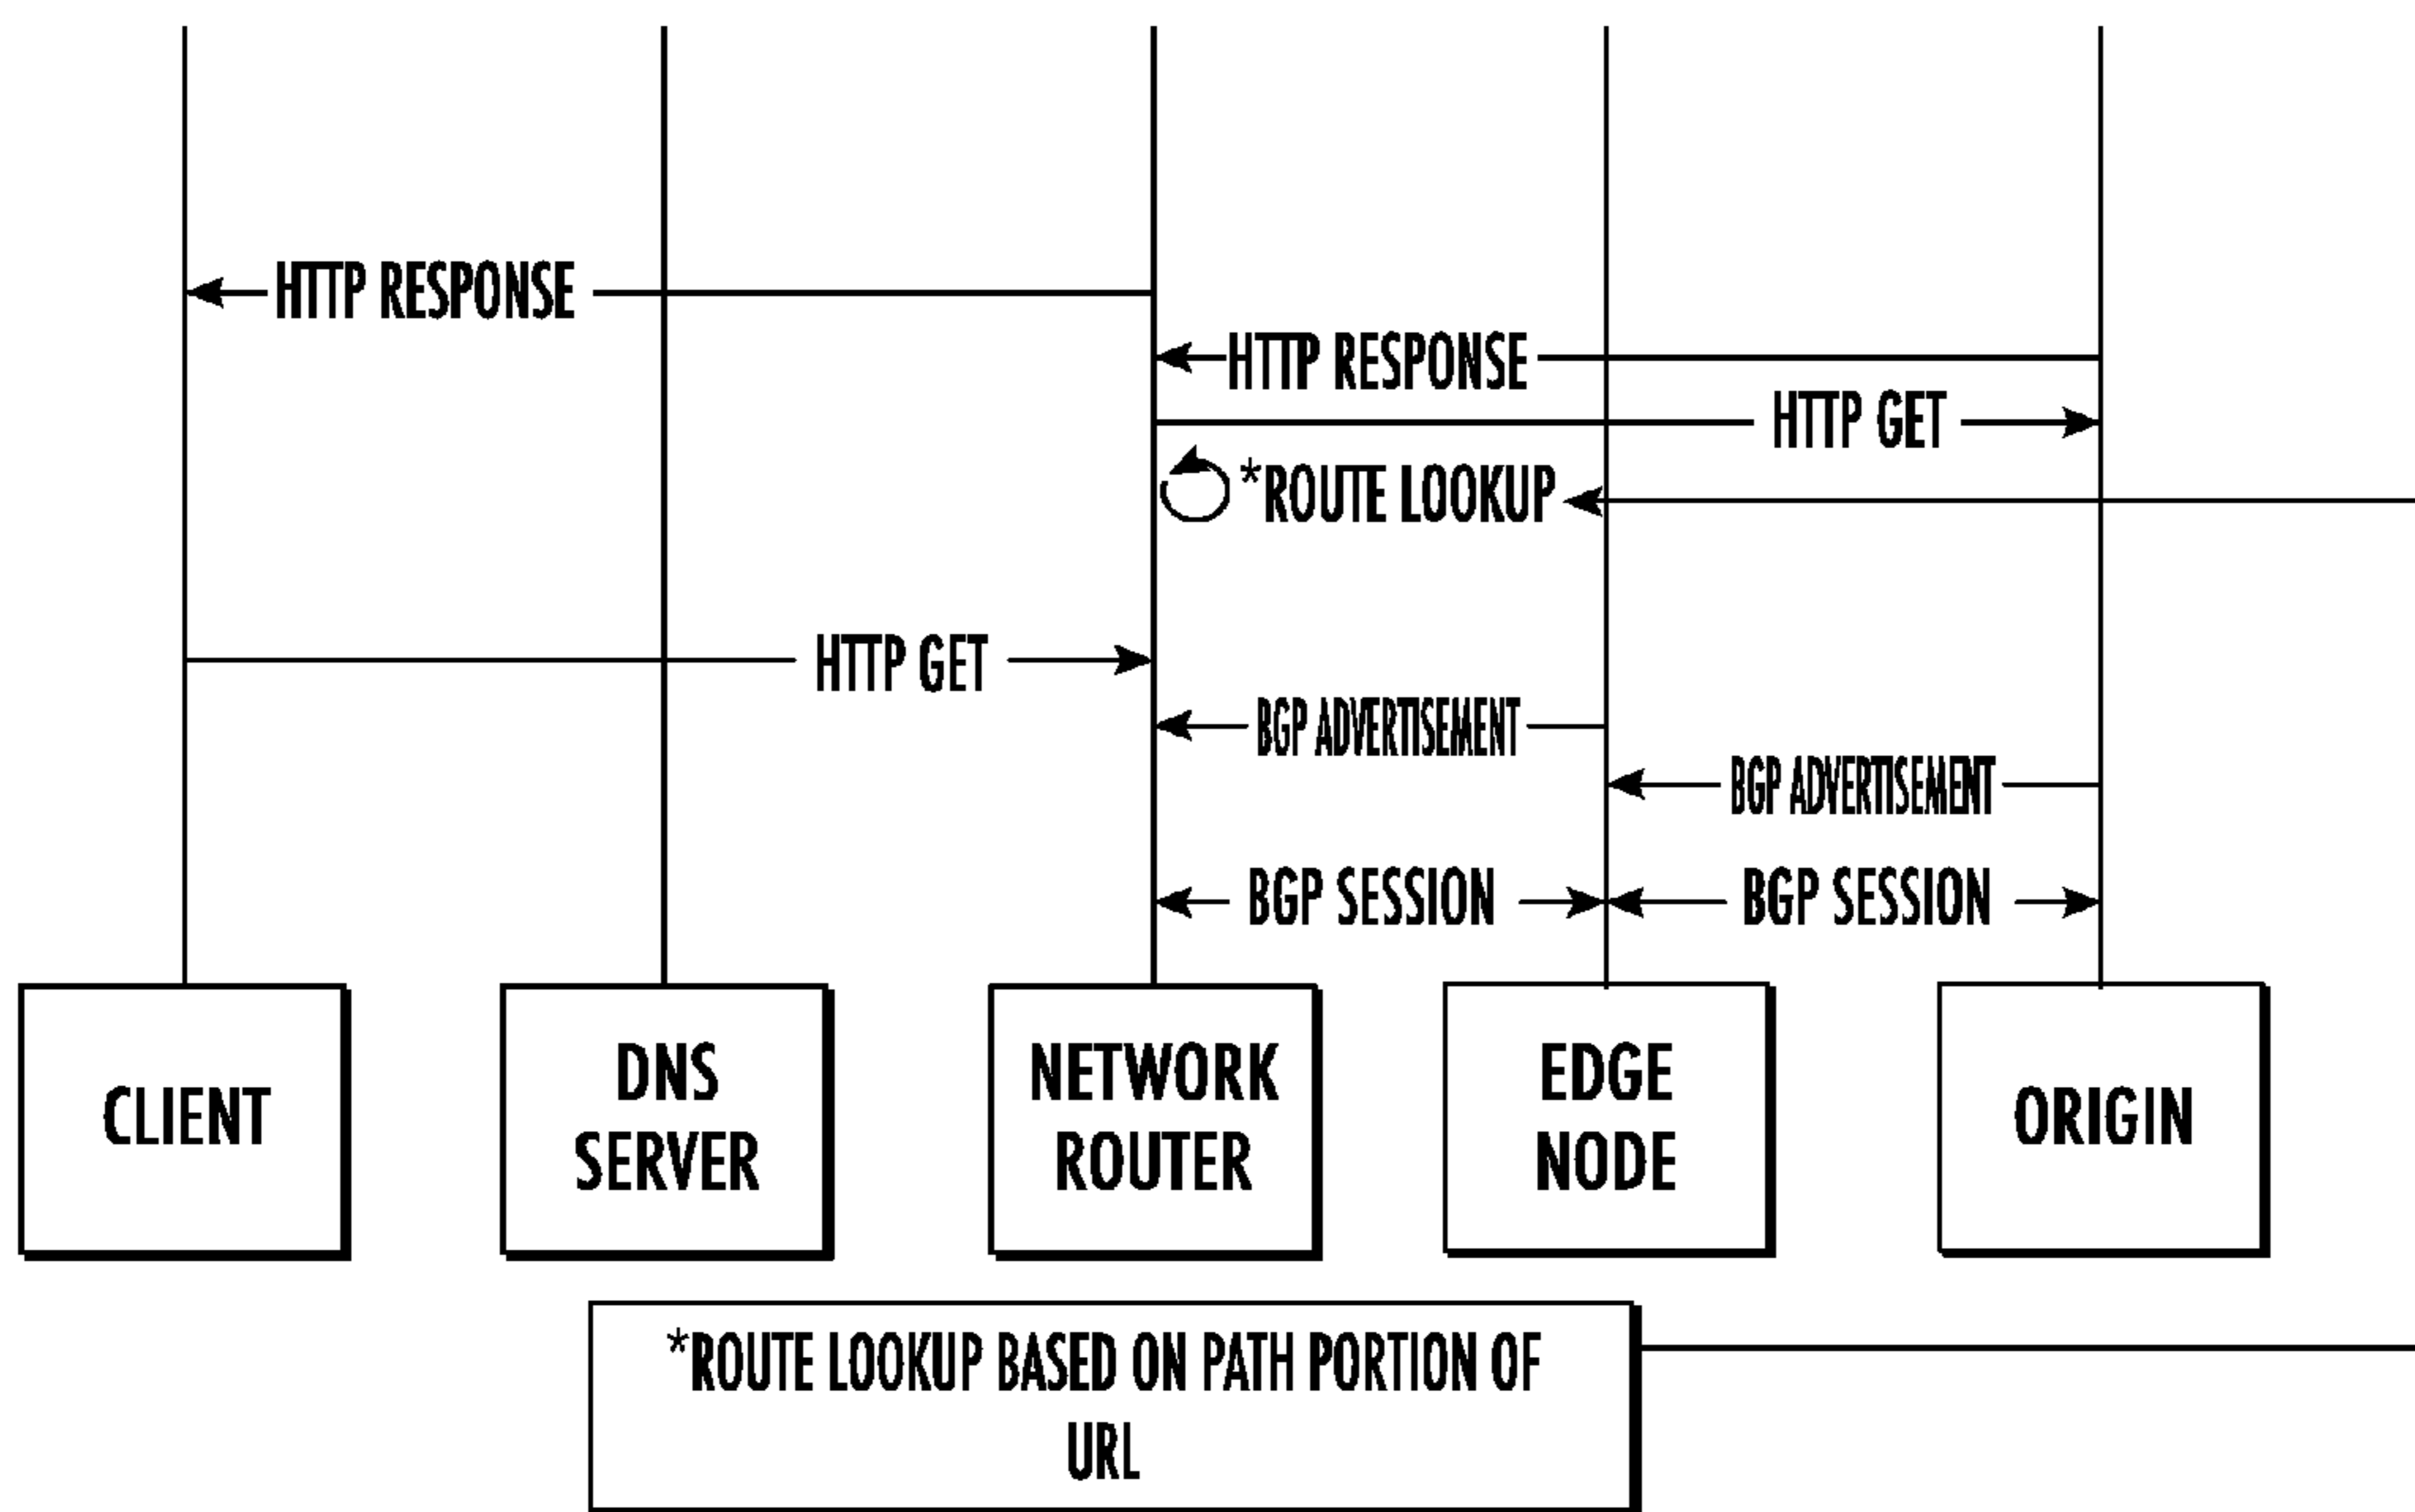 HTTP RESPONSE
HTTP RESPONSE
HTTP GET
*ROUTE LOOKUP
HTTP GET
BGP ADVERTISEMENT
BGP ADVERTISEMENT
BGP SESSION
BGP SESSION
CLIENT
DNS
SERVER
NETWORK
ROUTER
EDGE
NODE
ORIGIN
*ROUTE LOOKUP BASED ON PATH PORTION OF
URL